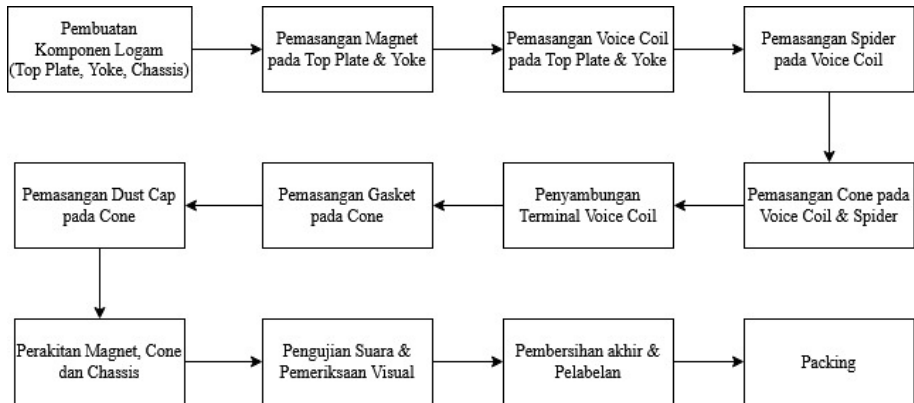 Pembuatan
Komponen Logam
(Top Plate, Yoke, Chassis)
Pemasangan Magnet
pada Top Plate & Yoke
Pemasangan Voice Coil
pada Top Plate & Yoke
Pemasangan Spider
pada Voice Coil
Pemasangan Cone pada
Voice Coil & Spider
Penyambungan
Terminal Voice Coil
Pemasangan Gasket
pada Cone
Pemasangan Dust Cap
pada Cone
Perakitan Magnet, Cone
dan Chassis
Pengujian Suara &
Pemeriksaan Visual
Pembersihan akhir &
Pelabelan
Packing